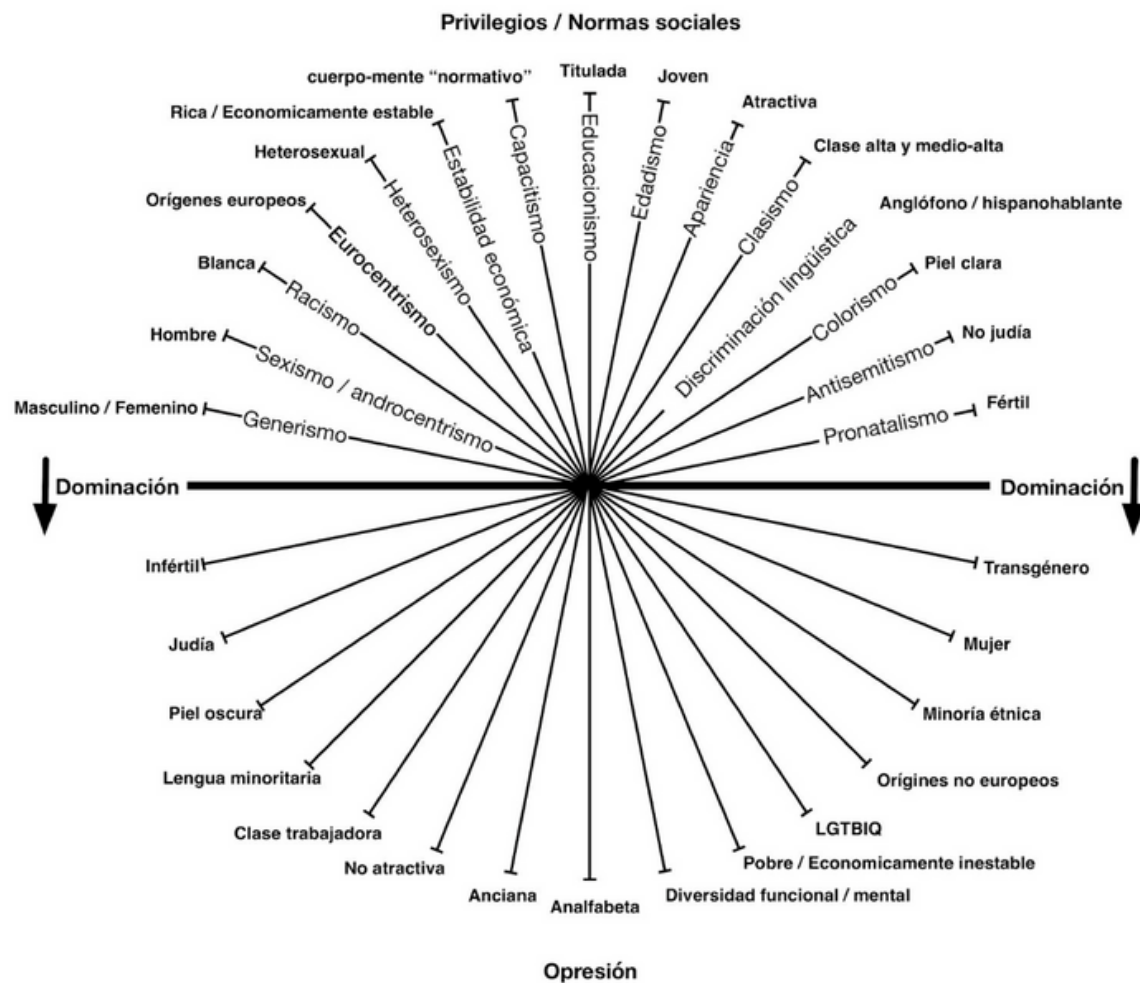 Privilegios / Normas sociales
Titulada
cuerpo-mente “normativo”
Joven
Atractiva
Rica / Economicamente estable
Clase alta y medio-alta
Heterosexual
Orígenes europeos
Anglófono / hispanohablante
Blanca
Piel clara
Hombre
No judía
Masculino / Femenino
Fértil
Generismo
Sexismo / androcentrismo
Racismo
Eurocentrismo
Heterosexismo
Estabilidad económica
Capacitismo
Educacionismo
Edadismo
Apariencia
Clasismo
Discriminación lingüística
Colorismo
Antisemitismo
Pronatalismo
Dominación
Dominación
Infértil
Transgénero
Judía
Mujer
Piel oscura
Minoría étnica
Lengua minoritaria
Orígines no europeos
Clase trabajadora
LGTBIQ
No atractiva
Pobre / Economicamente inestable
Anciana
Analfabeta
Diversidad funcional / mental
Opresión